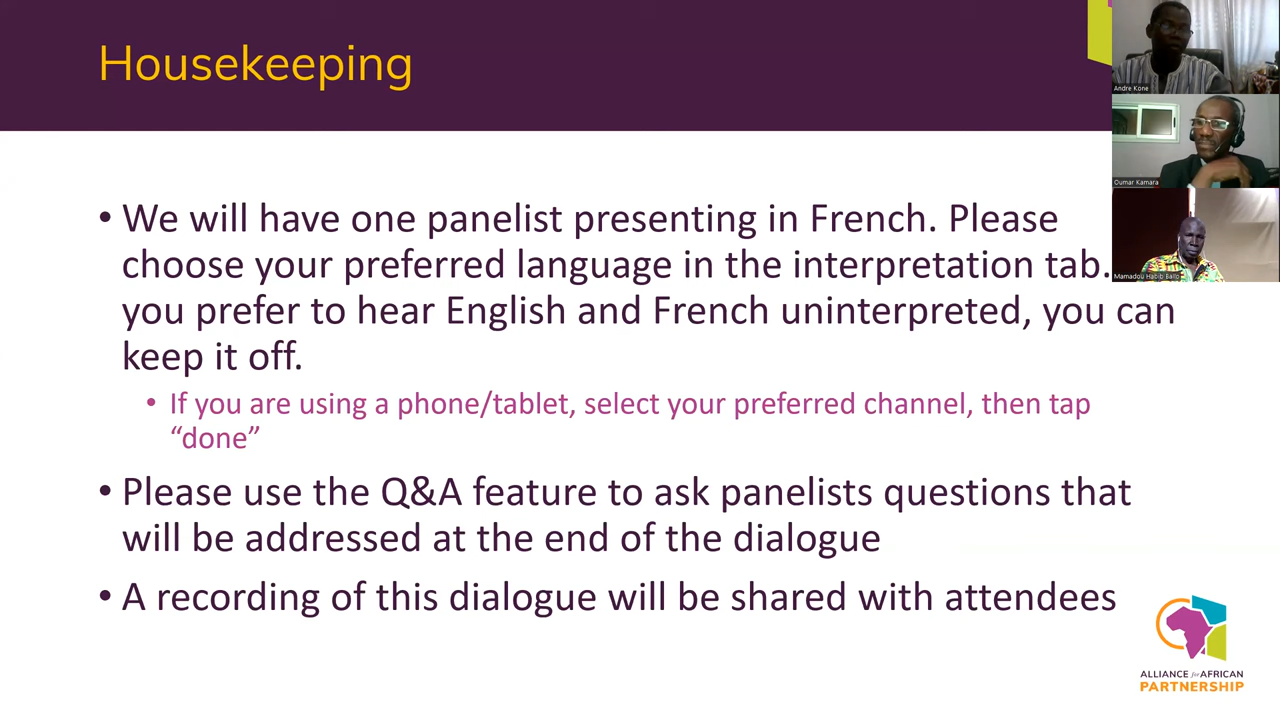 Housekeeping
Andre Kone
Oumar Kamara
Mamadou Habib Ballo
• We will have one panelist presenting in French. Please
choose your preferred language in the interpretation tab.
you prefer to hear English and French uninterpreted, you can
keep it off.
• If you are using a phone/tablet, select your preferred channel, then tap
“done”
• Please use the Q&A feature to ask panelists questions that
will be addressed at the end of the dialogue
• A recording of this dialogue will be shared with attendees
ALLIANCE for AFRICAN
PARTNERSHIP